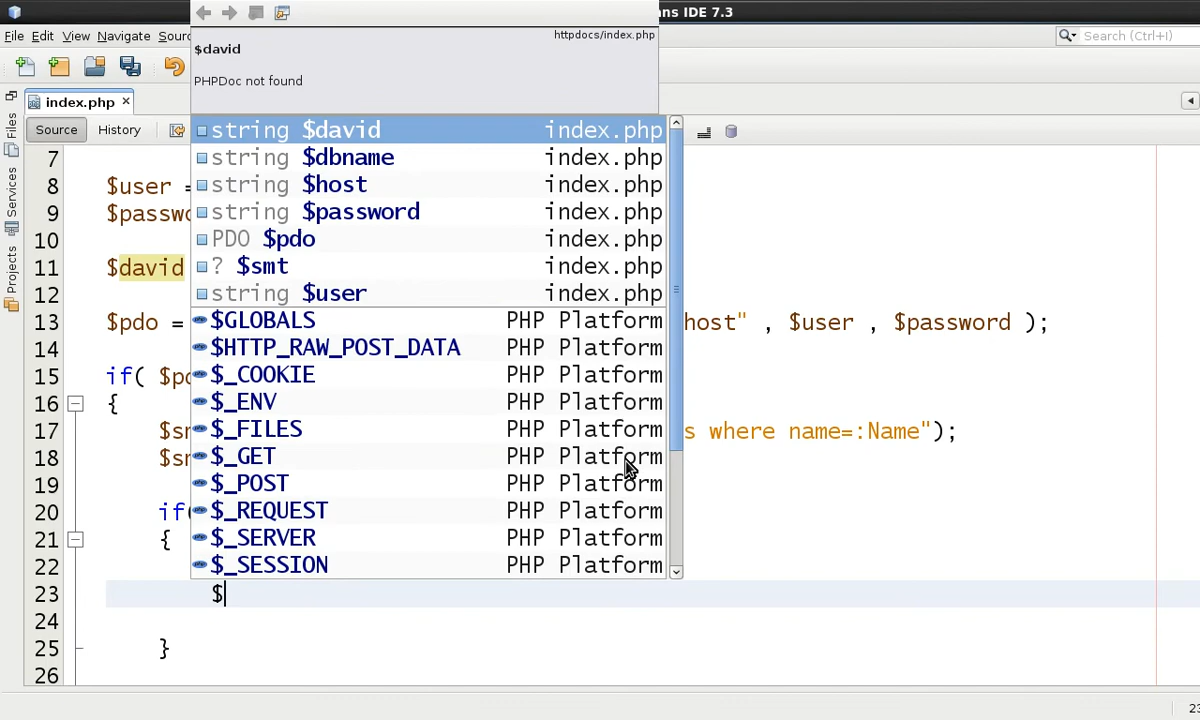 ans IDE 7.3
File Edit View Navigate Sourc
Search (Ctrl+I)
httpdocs/index.php
$david
PHPDoc not found
index.php ×
Source History
Files
Services
Projects
string $david index.php
string $dbname index.php
string $host index.php
string $password index.php
PDO $pdo index.php
? $smt index.php
string $user index.php
$GLOBALS PHP Platform
$HTTP_RAW_POST_DATA PHP Platform
$_COOKIE PHP Platform
$_ENV PHP Platform
$_FILES PHP Platform
$_GET PHP Platform
$_POST PHP Platform
$_REQUEST PHP Platform
$_SERVER PHP Platform
$_SESSION PHP Platform
7
8 $user =
9 $passwo
10
11 $david
12
13 $pdo = host" , $user , $password );
14
15 if( $pd
16 {
17 $sm s where name=:Name");
18 $sm
19
20 if(
21 {
22
23 $
24
25 }
26
23